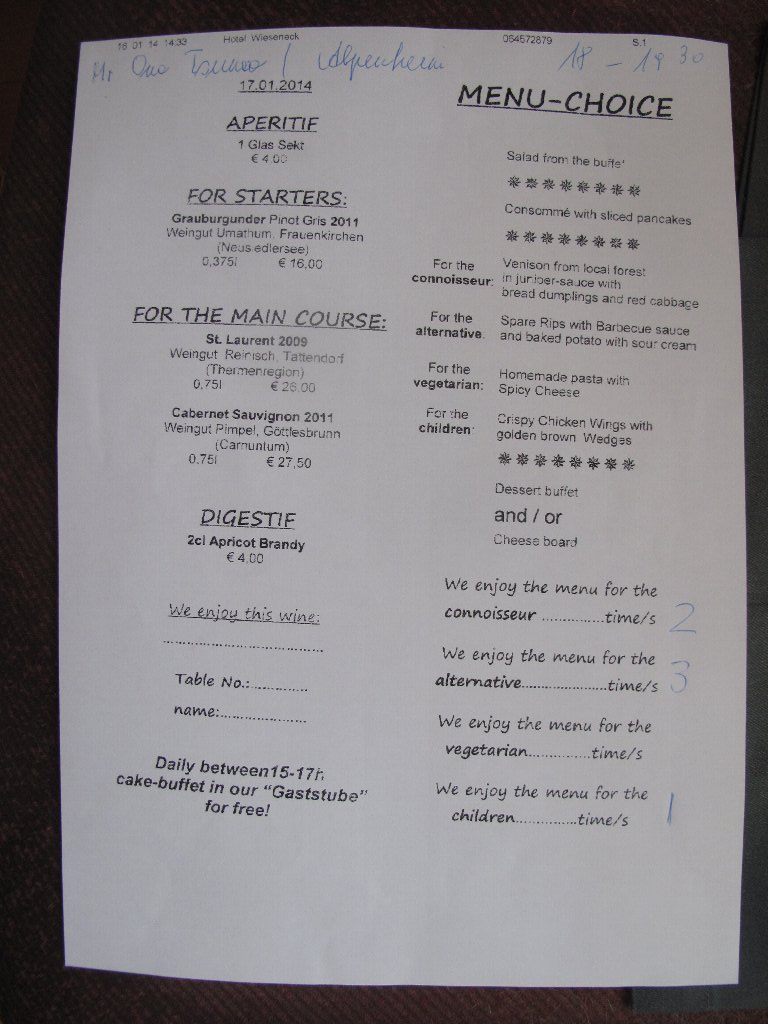 16 01 14 14:33 Hotel Wieseneck 064572879 S.1
Mr / Alpenheim 18 - 19 30
17.01.2014
APERITIF
1 Glas Sekt
€ 4,00
FOR STARTERS:
Grauburgunder Pinot Gris 2011
Weingut Umathum, Frauenkirchen
(Neusiedlersee)
0,375l € 16,00
FOR THE MAIN COURSE:
St. Laurent 2009
Weingut Reinisch, Tattendorf
(Thermenregion)
0,75l € 26,00
Cabernet Sauvignon 2011
Weingut Pimpel, Göttlesbrunn
(Carnuntum)
0,75l € 27,50
DIGESTIF
2cl Apricot Brandy
€ 4,00
We enjoy this wine:
......................................
Table No.:.............
name:....................
Daily between15-17h
cake-buffet in our "Gaststube"
for free!
MENU-CHOICE
Salad from the buffet
Consommé with sliced pancakes
For the connoisseur: Venison from local forest
in juniper-sauce with
bread dumplings and red cabbage
For the alternative: Spare Rips with Barbecue sauce
and baked potato with sour cream
For the vegetarian: Homemade pasta with
Spicy Cheese
For the children: Crispy Chicken Wings with
golden brown Wedges
Dessert buffet
and / or
Cheese board
We enjoy the menu for the
connoisseur ...............time/s 2
We enjoy the menu for the
alternative.....................time/s 3
We enjoy the menu for the
vegetarian...............time/s
We enjoy the menu for the
children...............time/s 1